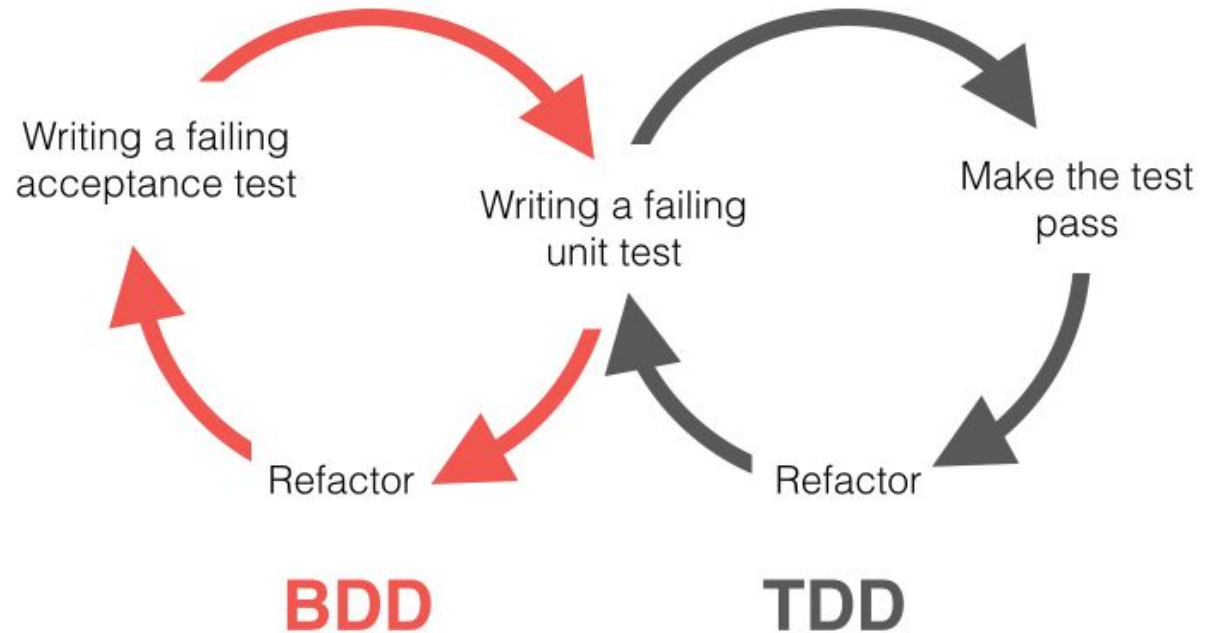 Writing a failing
acceptance test
Writing a failing
unit test
Make the test
pass
Refactor
Refactor
BDD
TDD